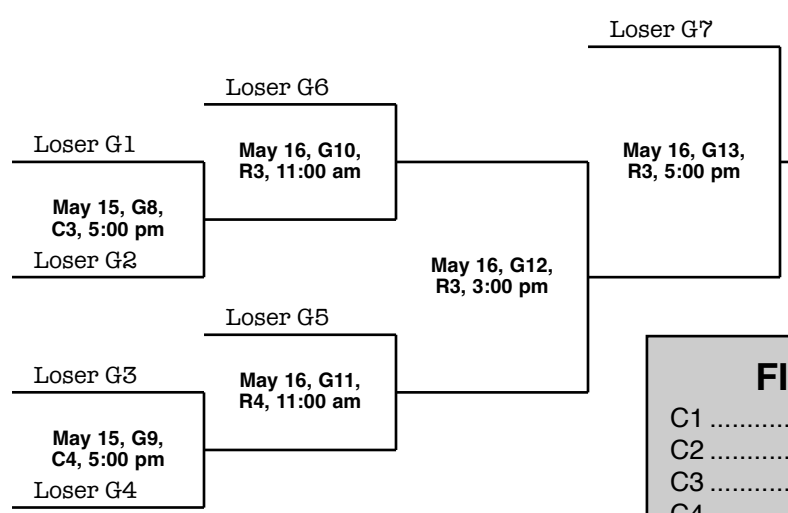 Loser G7
Loser G6
Loser G1
May 16, G10,
R3, 11:00 am
May 16, G13,
R3, 5:00 pm
May 15, G8,
C3, 5:00 pm
Loser G2
May 16, G12,
R3, 3:00 pm
Loser G5
Loser G3
May 16, G11,
R4, 11:00 am
May 15, G9,
C4, 5:00 pm
Loser G4
FI
C1 ............
C2 ............
C3 ............